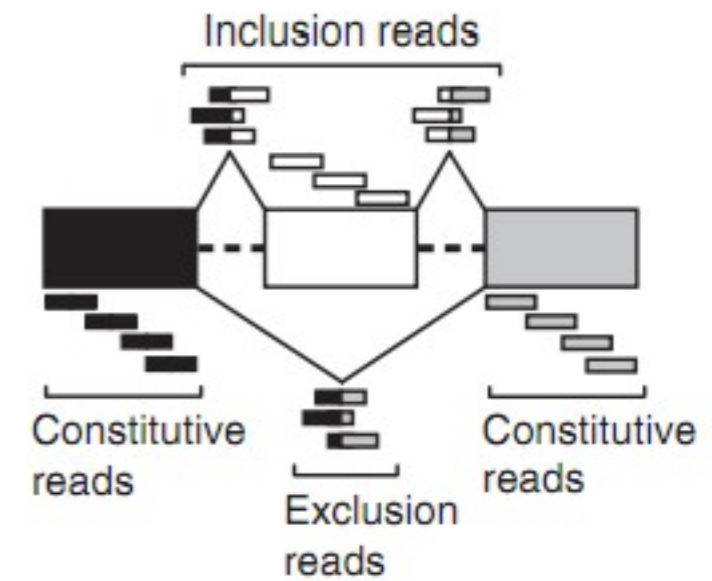 Inclusion reads
Constitutive
reads
Exclusion
reads
Constitutive
reads